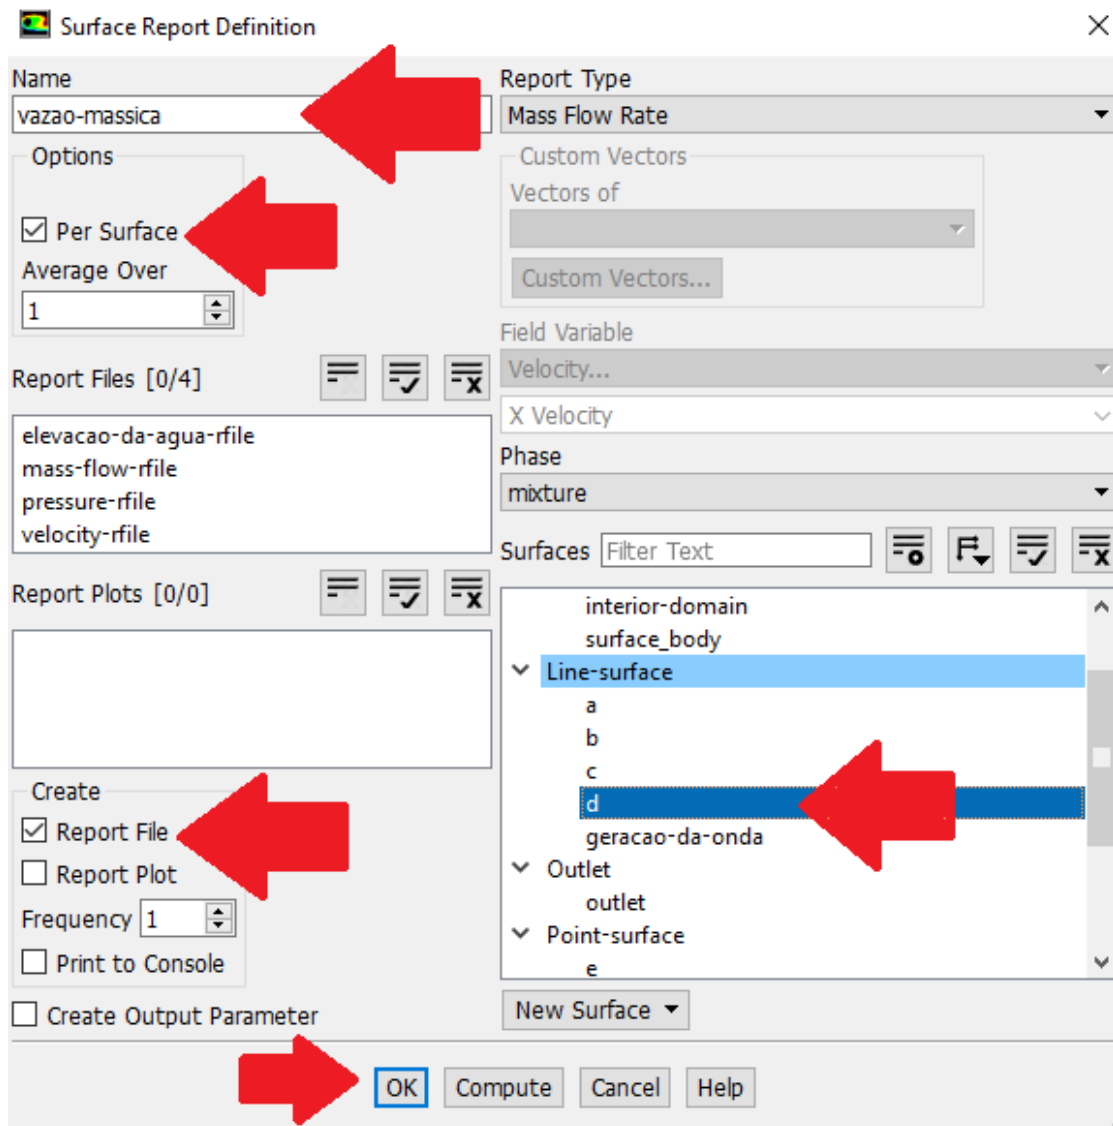 Surface Report Definition
Name
vazao-massica
Options
Per Surface
Average Over
1
Report Files [0/4]
elevacao-da-agua-rfile
mass-flow-rfile
pressure-rfile
velocity-rfile
Report Plots [0/0]
Create
Report File
Report Plot
Frequency 1
Print to Console
Create Output Parameter
Report Type
Mass Flow Rate
Custom Vectors
Vectors of
Custom Vectors...
Field Variable
Velocity...
X Velocity
Phase
mixture
Surfaces Filter Text
interior-domain
surface_body
Line-surface
a
b
c
d
geracao-da-onda
Outlet
outlet
Point-surface
e
New Surface
OK Compute Cancel Help